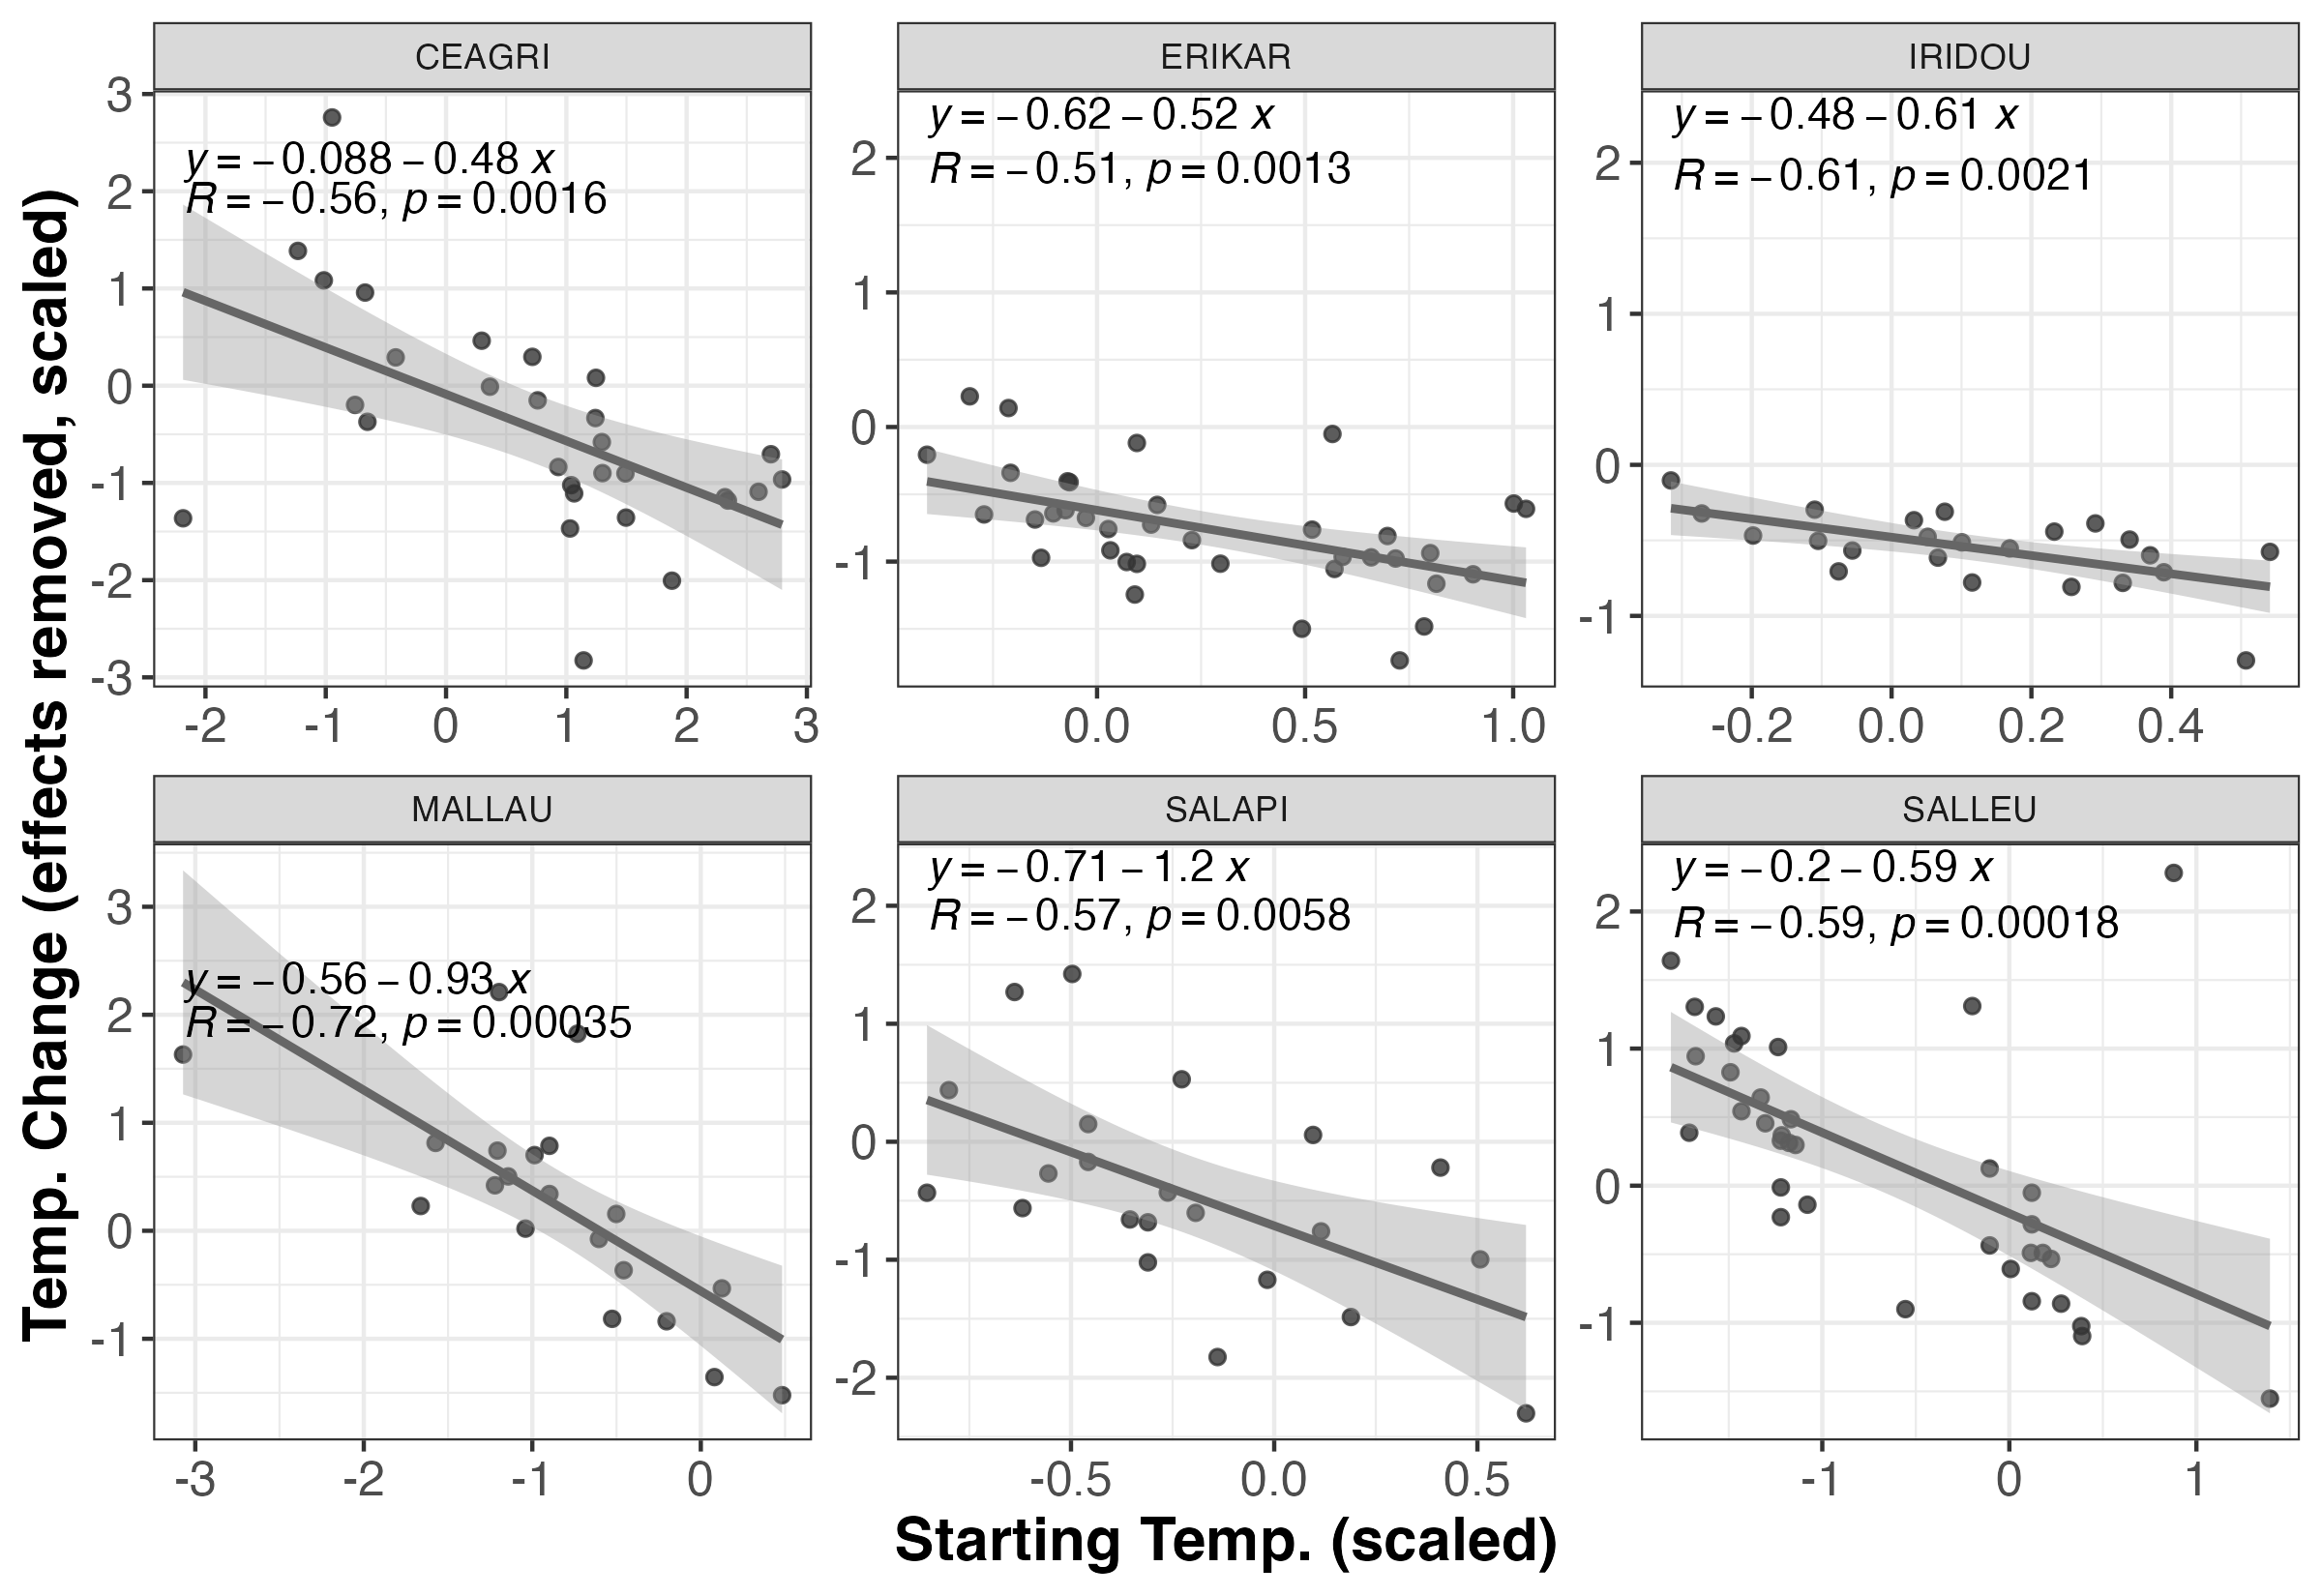 Temp. Change (effects removed, scaled)
CEAGRI
y = −0.088 − 0.48 x
R = −0.56, p = 0.0016
3
2
1
0
-1
-2
-3
-2 -1 0 1 2 3
ERIKAR
y = −0.62 − 0.52 x
R = −0.51, p = 0.0013
2
1
0
-1
0.0 0.5 1.0
IRIDOU
y = −0.48 − 0.61 x
R = −0.61, p = 0.0021
2
1
0
-1
-0.2 0.0 0.2 0.4
MALLAU
y = −0.56 − 0.93 x
R = −0.72, p = 0.00035
3
2
1
0
-1
-3 -2 -1 0
SALAPI
y = −0.71 − 1.2 x
R = −0.57, p = 0.0058
2
1
0
-1
-2
-0.5 0.0 0.5
SALLEU
y = −0.2 − 0.59 x
R = −0.59, p = 0.00018
2
1
0
-1
-1 0 1
Starting Temp. (scaled)